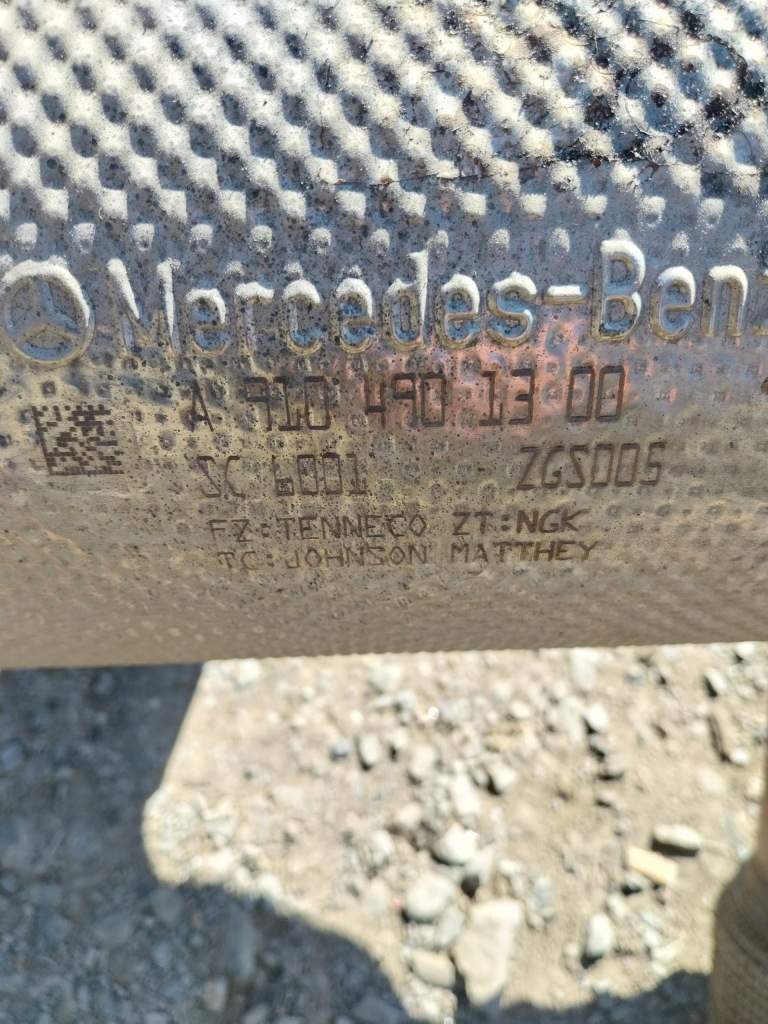 Mercedes-Benz
A 910 490 13 00
SC 6001 ZGS005
FZ:TENNECO ZT:NGK
TC:JOHNSON MATTHEY